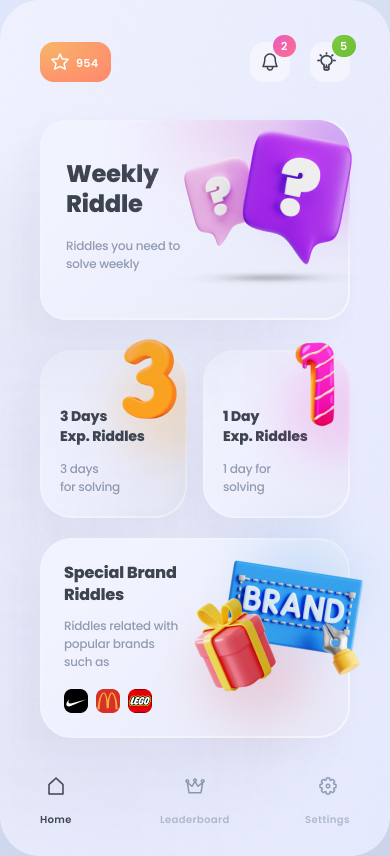 954
2
5
Weekly
Riddle
Riddles you need to
solve weekly
?
?
3
3 Days
Exp. Riddles
3 days
for solving
1
1 Day
Exp. Riddles
1 day for
solving
Special Brand
Riddles
Riddles related with
popular brands
such as
LEGO
BRAND
Home
Leaderboard
Settings